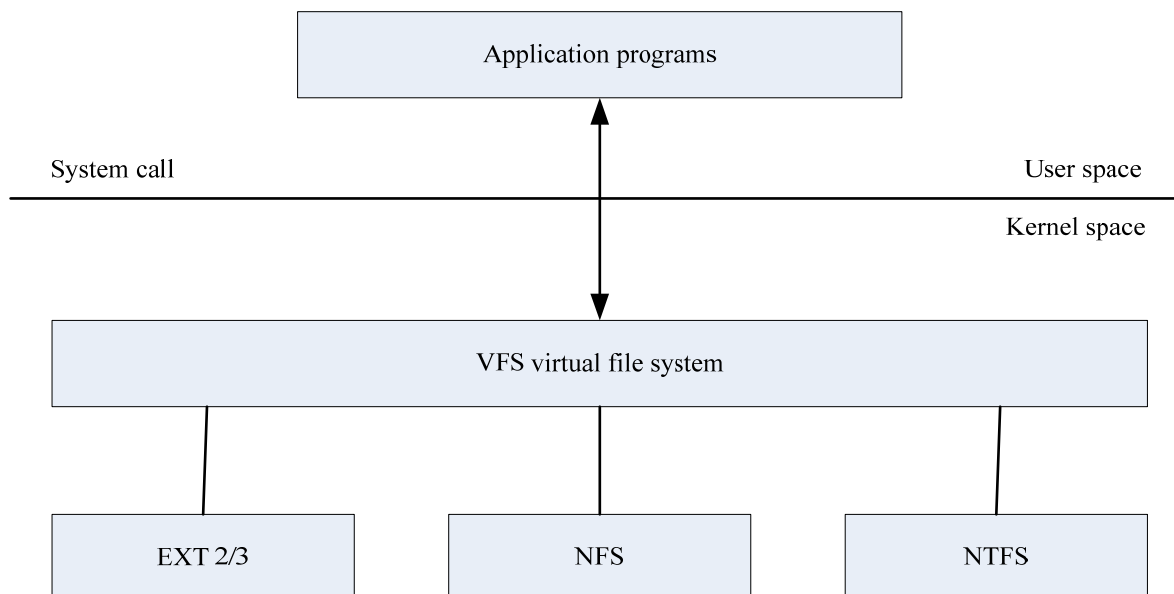 Application programs
System call
User space
Kernel space
VFS virtual file system
EXT 2/3
NFS
NTFS